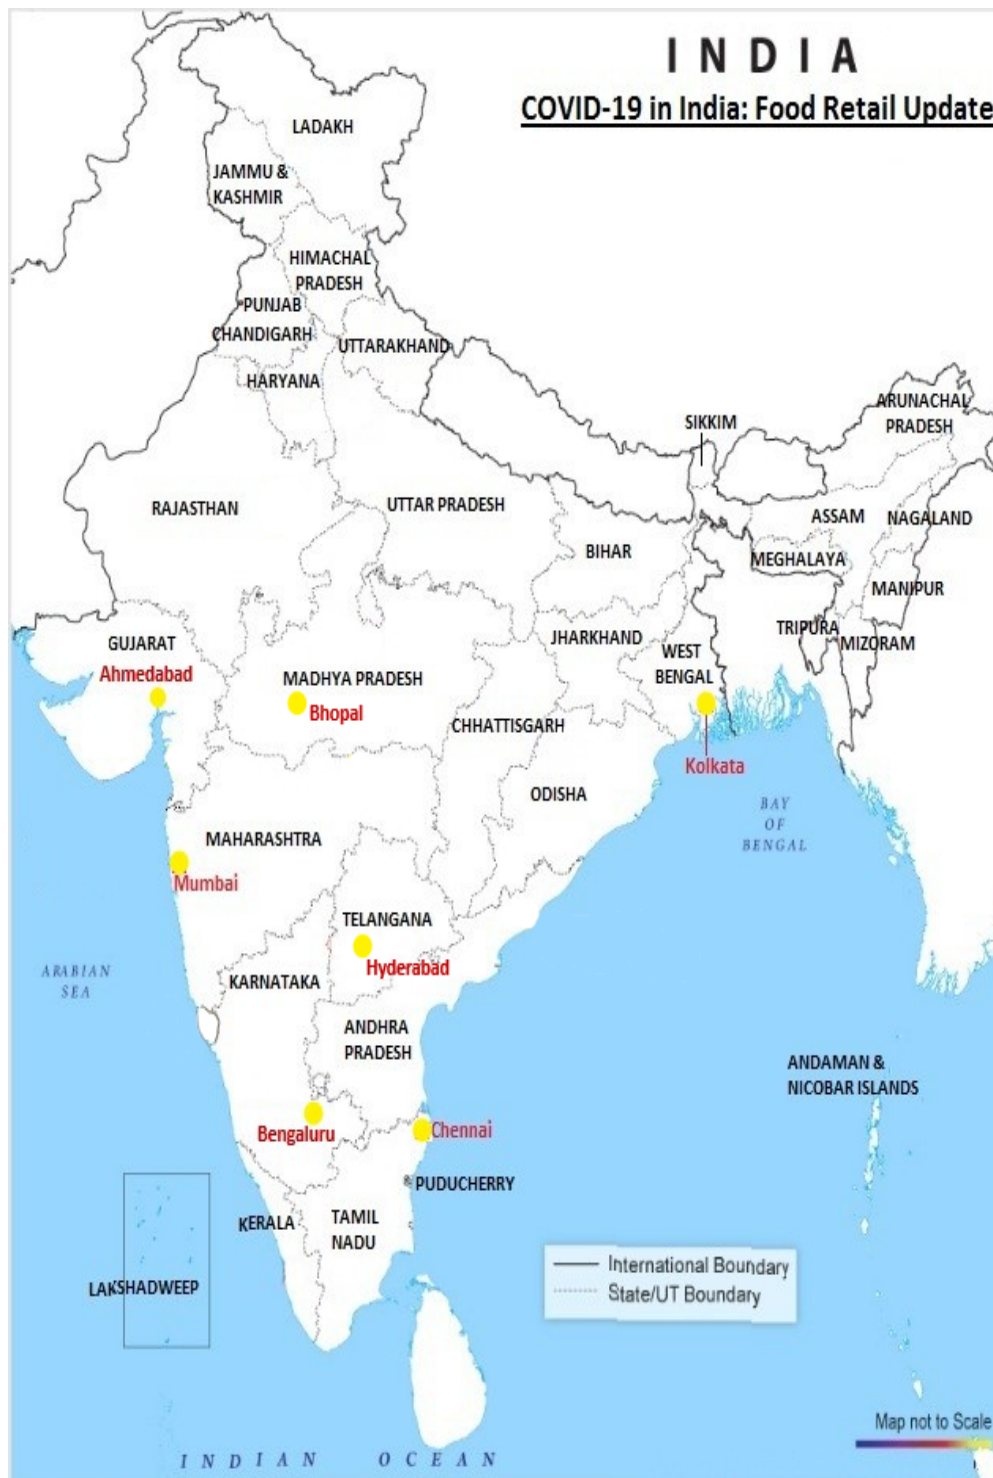 INDIA
COVID-19 in India: Food Retail Update
LADAKH
JAMMU &
KASHMIR
HIMACHAL
PRADESH
PUNJAB
CHANDIGARH
UTTARAKHAND
HARYANA
ARUNACHAL
PRADESH
SIKKIM
RAJASTHAN
UTTAR PRADESH
ASSAM
NAGALAND
BIHAR
MEGHALAYA
MANIPUR
GUJARAT
JHARKHAND
TRIPURA
MIZORAM
WEST
BENGAL
Ahmedabad
MADHYA PRADESH
Bhopal
CHHATTISGARH
Kolkata
ODISHA
BAY
OF
BENGAL
MAHARASHTRA
Mumbai
TELANGANA
Hyderabad
ARABIAN
SEA
KARNATAKA
ANDHRA
PRADESH
ANDAMAN &
NICOBAR ISLANDS
Bengaluru
Chennai
PUDUCHERRY
KERALA
TAMIL
NADU
LAKSHADWEEP
International Boundary
State/UT Boundary
Map not to Scale
INDIAN OCEAN